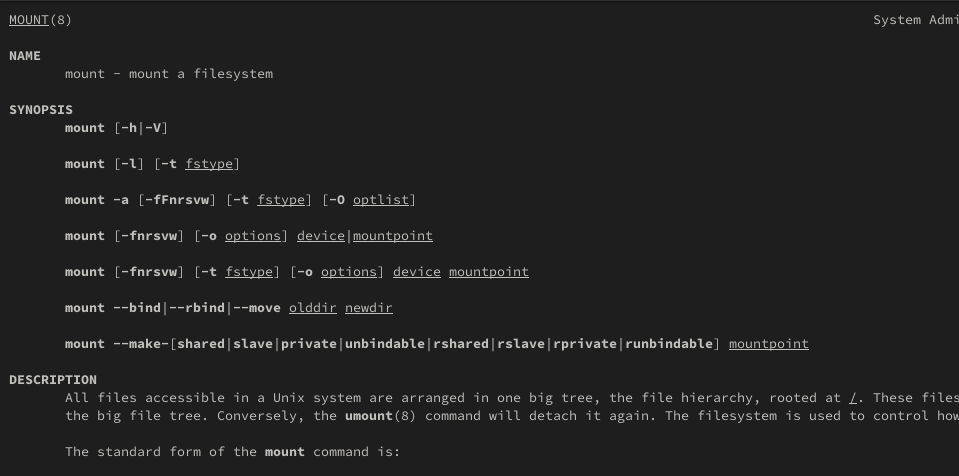 MOUNT(8) System Admi
NAME
mount - mount a filesystem
SYNOPSIS
mount [-h|-V]
mount [-l] [-t fstype]
mount -a [-fFnrsvw] [-t fstype] [-O optlist]
mount [-fnrsvw] [-o options] device|mountpoint
mount [-fnrsvw] [-t fstype] [-o options] device mountpoint
mount --bind|--rbind|--move olddir newdir
mount --make-[shared|slave|private|unbindable|rshared|rslave|rprivate|runbindable] mountpoint
DESCRIPTION
All files accessible in a Unix system are arranged in one big tree, the file hierarchy, rooted at /. These files
the big file tree. Conversely, the umount(8) command will detach it again. The filesystem is used to control how
The standard form of the mount command is: